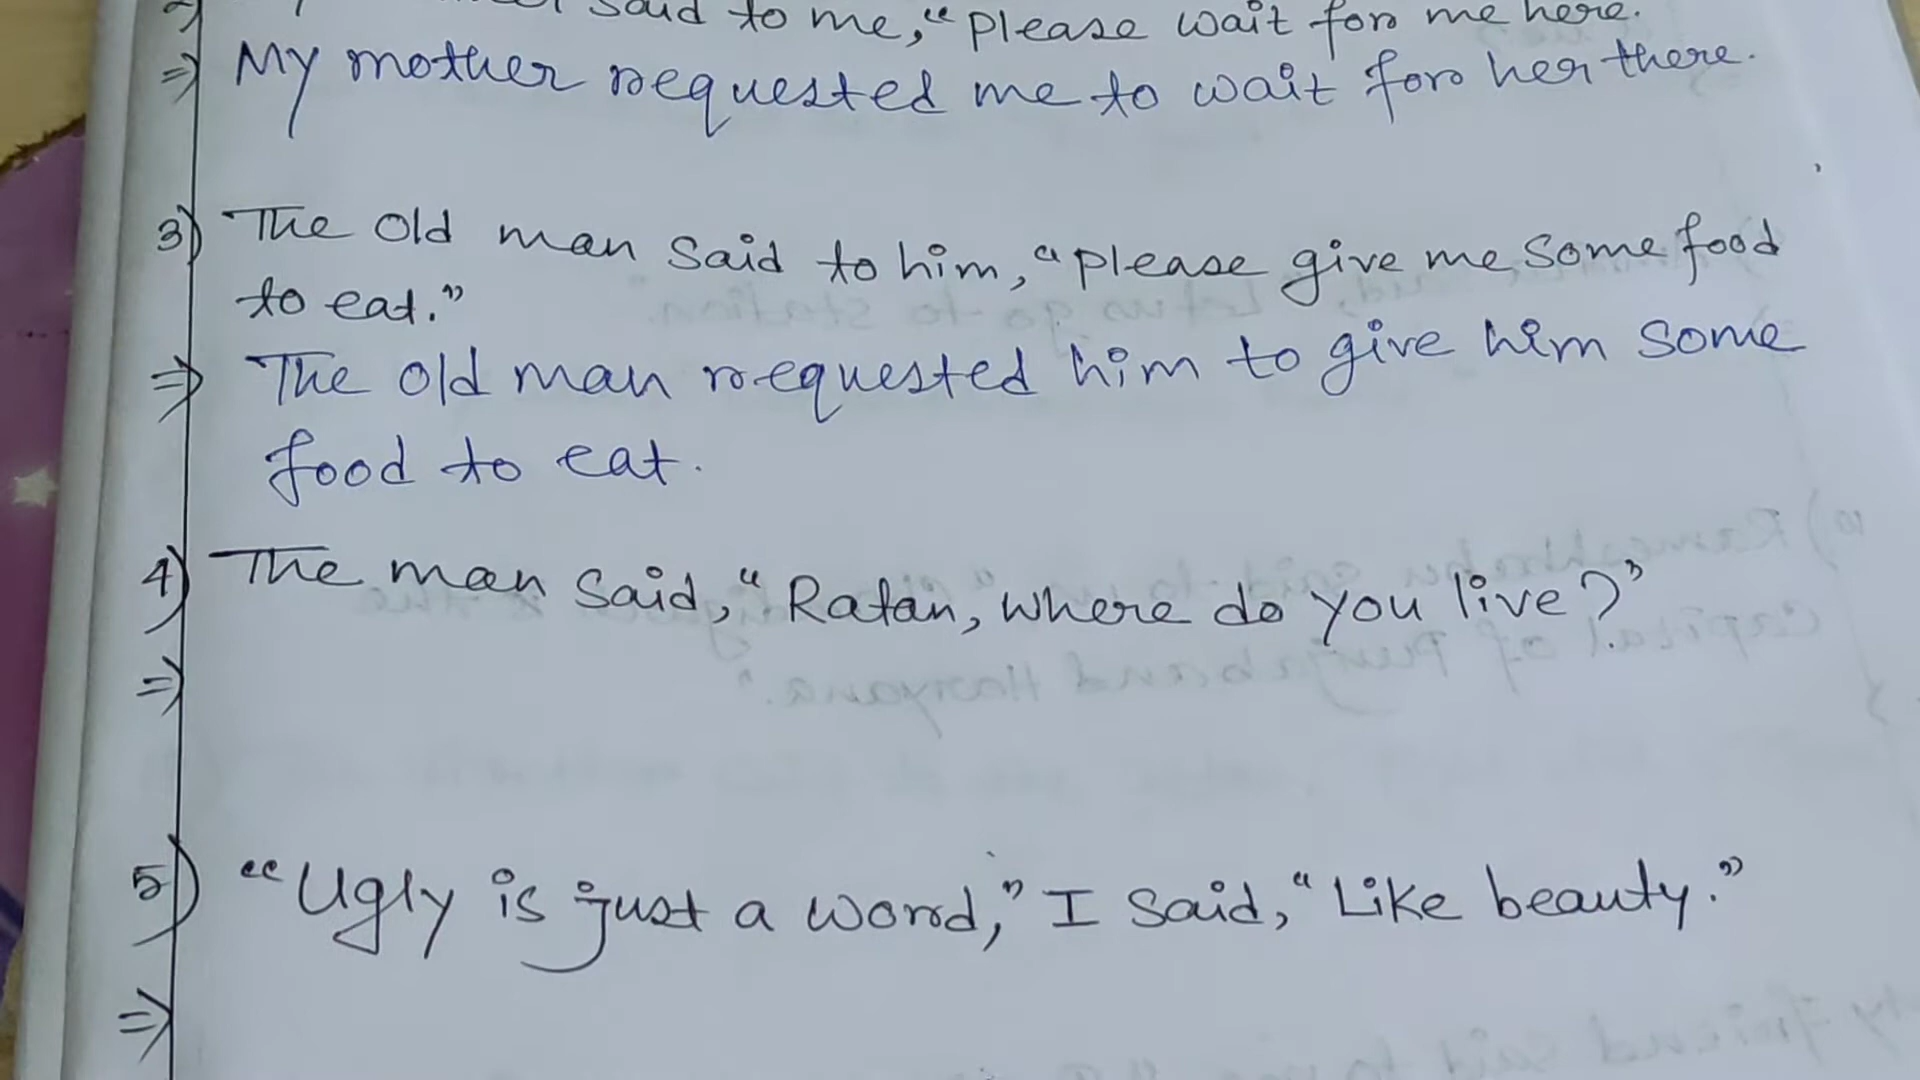 said to me, "please wait for me here.
⇒ My mother requested me to wait for her there.
3) The old man said to him, "please give me some food
to eat."
⇒ The old man requested him to give him some
food to eat.
4) The man said, "Ratan, where do you live?"
⇒
5) "Ugly is just a word," I said, "Like beauty."
⇒